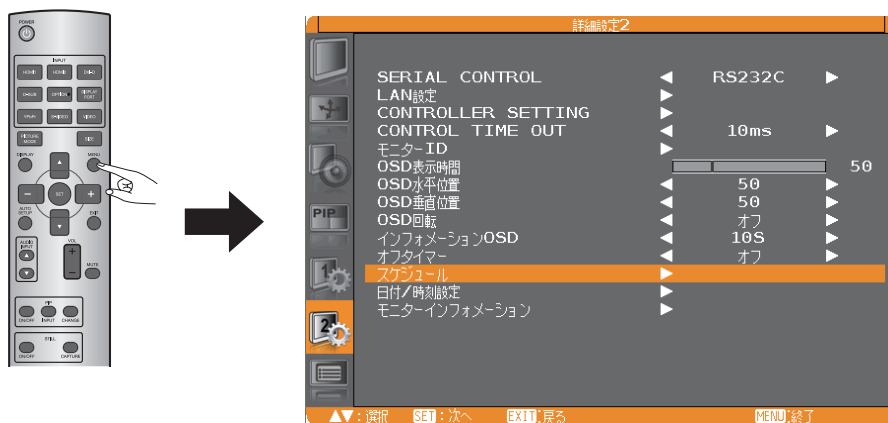 POWER
INPUT
HDMI1 HDMI2 DVI-D
D-SUB OPTION DISPLAY PORT
YPbPr S-VIDEO VIDEO
PICTURE MODE SIZE
DISPLAY MENU
SET
AUTO SETUP EXIT
AUDIO INPUT VOL
MUTE
PIP
ON/OFF INPUT CHANGE
STILL
ON/OFF CAPTURE
詳細設定2
SERIAL CONTROL ◀ RS232C ▶
LAN設定 ▶
CONTROLLER SETTING ▶
CONTROL TIME OUT ◀ 10ms ▶
モニターID ▶
OSD表示時間 50
OSD水平位置 ◀ 50 ▶
OSD垂直位置 ◀ 50 ▶
OSD回転 ◀ オフ ▶
インフォメーションOSD ◀ 10S ▶
オフタイマー ◀ オフ ▶
スケジュール ▶
日付/時刻設定 ▶
モニターインフォメーション ▶
PIP
1
2
▲▼:選択 SET:次へ EXIT:戻る MENU:終了